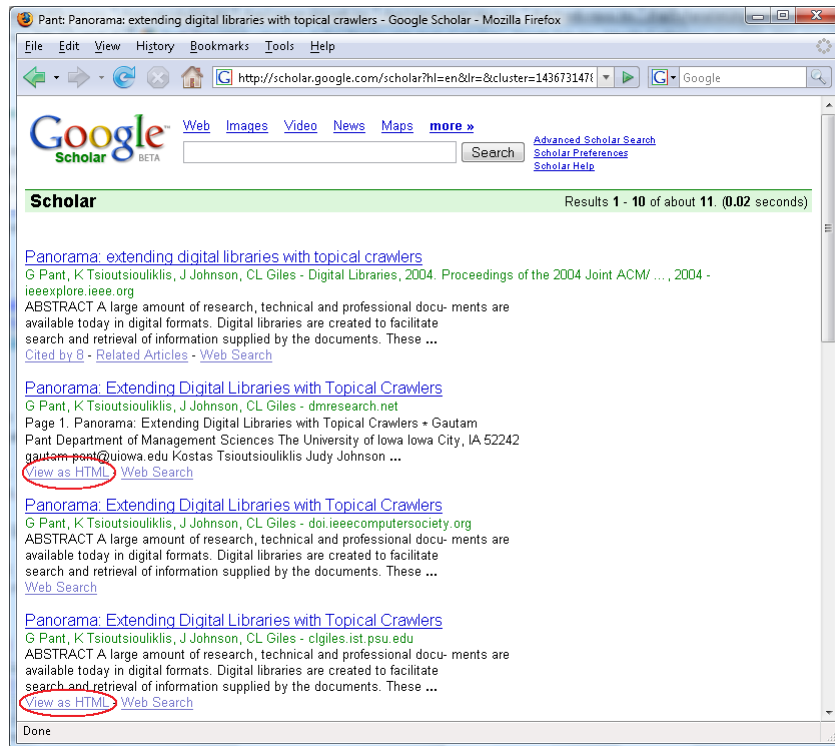 Pant: Panorama: extending digital libraries with topical crawlers - Google Scholar - Mozilla Firefox
File Edit View History Bookmarks Tools Help
http://scholar.google.com/scholar?hl=en&lr=&cluster=143673147 Google
Google Scholar BETA
Web Images Video News Maps more »
Search
Advanced Scholar Search
Scholar Preferences
Scholar Help
Scholar Results 1 - 10 of about 11. (0.02 seconds)
Panorama: extending digital libraries with topical crawlers
G Pant, K Tsioutsiouliklis, J Johnson, CL Giles - Digital Libraries, 2004. Proceedings of the 2004 Joint ACM/ ..., 2004 -
ieeexplore.ieee.org
ABSTRACT A large amount of research, technical and professional docu- ments are
available today in digital formats. Digital libraries are created to facilitate
search and retrieval of information supplied by the documents. These ...
Cited by 8 - Related Articles - Web Search
Panorama: Extending Digital Libraries with Topical Crawlers
G Pant, K Tsioutsiouliklis, J Johnson, CL Giles - dmresearch.net
Page 1. Panorama: Extending Digital Libraries with Topical Crawlers * Gautam
Pant Department of Management Sciences The University of Iowa Iowa City, IA 52242
gautam-pant@uiowa.edu Kostas Tsioutsiouliklis Judy Johnson ...
View as HTML - Web Search
Panorama: Extending Digital Libraries with Topical Crawlers
G Pant, K Tsioutsiouliklis, J Johnson, CL Giles - doi.ieeecomputersociety.org
ABSTRACT A large amount of research, technical and professional docu- ments are
available today in digital formats. Digital libraries are created to facilitate
search and retrieval of information supplied by the documents. These ...
Web Search
Panorama: Extending Digital Libraries with Topical Crawlers
G Pant, K Tsioutsiouliklis, J Johnson, CL Giles - clgiles.ist.psu.edu
ABSTRACT A large amount of research, technical and professional docu- ments are
available today in digital formats. Digital libraries are created to facilitate
search and retrieval of information supplied by the documents. These ...
View as HTML - Web Search
Done